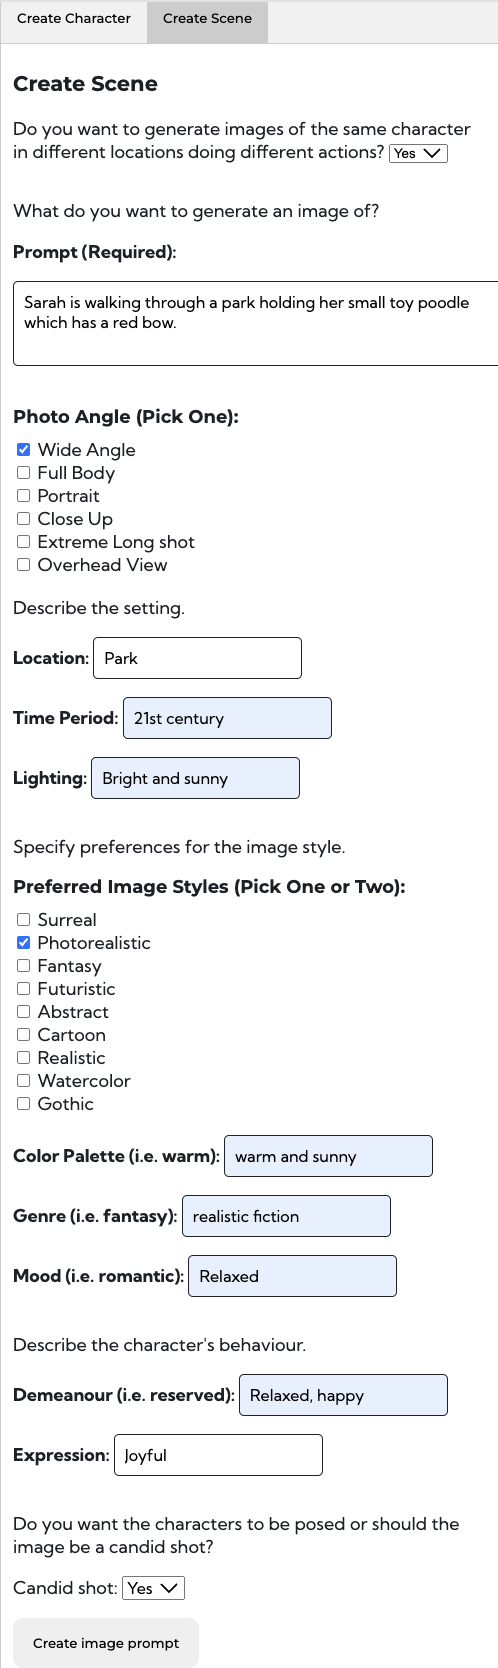 Create Character
Create Scene
Create Scene
Do you want to generate images of the same character
in different locations doing different actions? Yes
What do you want to generate an image of?
Prompt (Required):
Sarah is walking through a park holding her small toy poodle
which has a red bow.
Photo Angle (Pick One):
Wide Angle
Full Body
Portrait
Close Up
Extreme Long shot
Overhead View
Describe the setting.
Location: Park
Time Period: 21st century
Lighting: Bright and sunny
Specify preferences for the image style.
Preferred Image Styles (Pick One or Two):
Surreal
Photorealistic
Fantasy
Futuristic
Abstract
Cartoon
Realistic
Watercolor
Gothic
Color Palette (i.e. warm): warm and sunny
Genre (i.e. fantasy): realistic fiction
Mood (i.e. romantic): Relaxed
Describe the character's behaviour.
Demeanour (i.e. reserved): Relaxed, happy
Expression: Joyful
Do you want the characters to be posed or should the
image be a candid shot?
Candid shot: Yes
Create image prompt